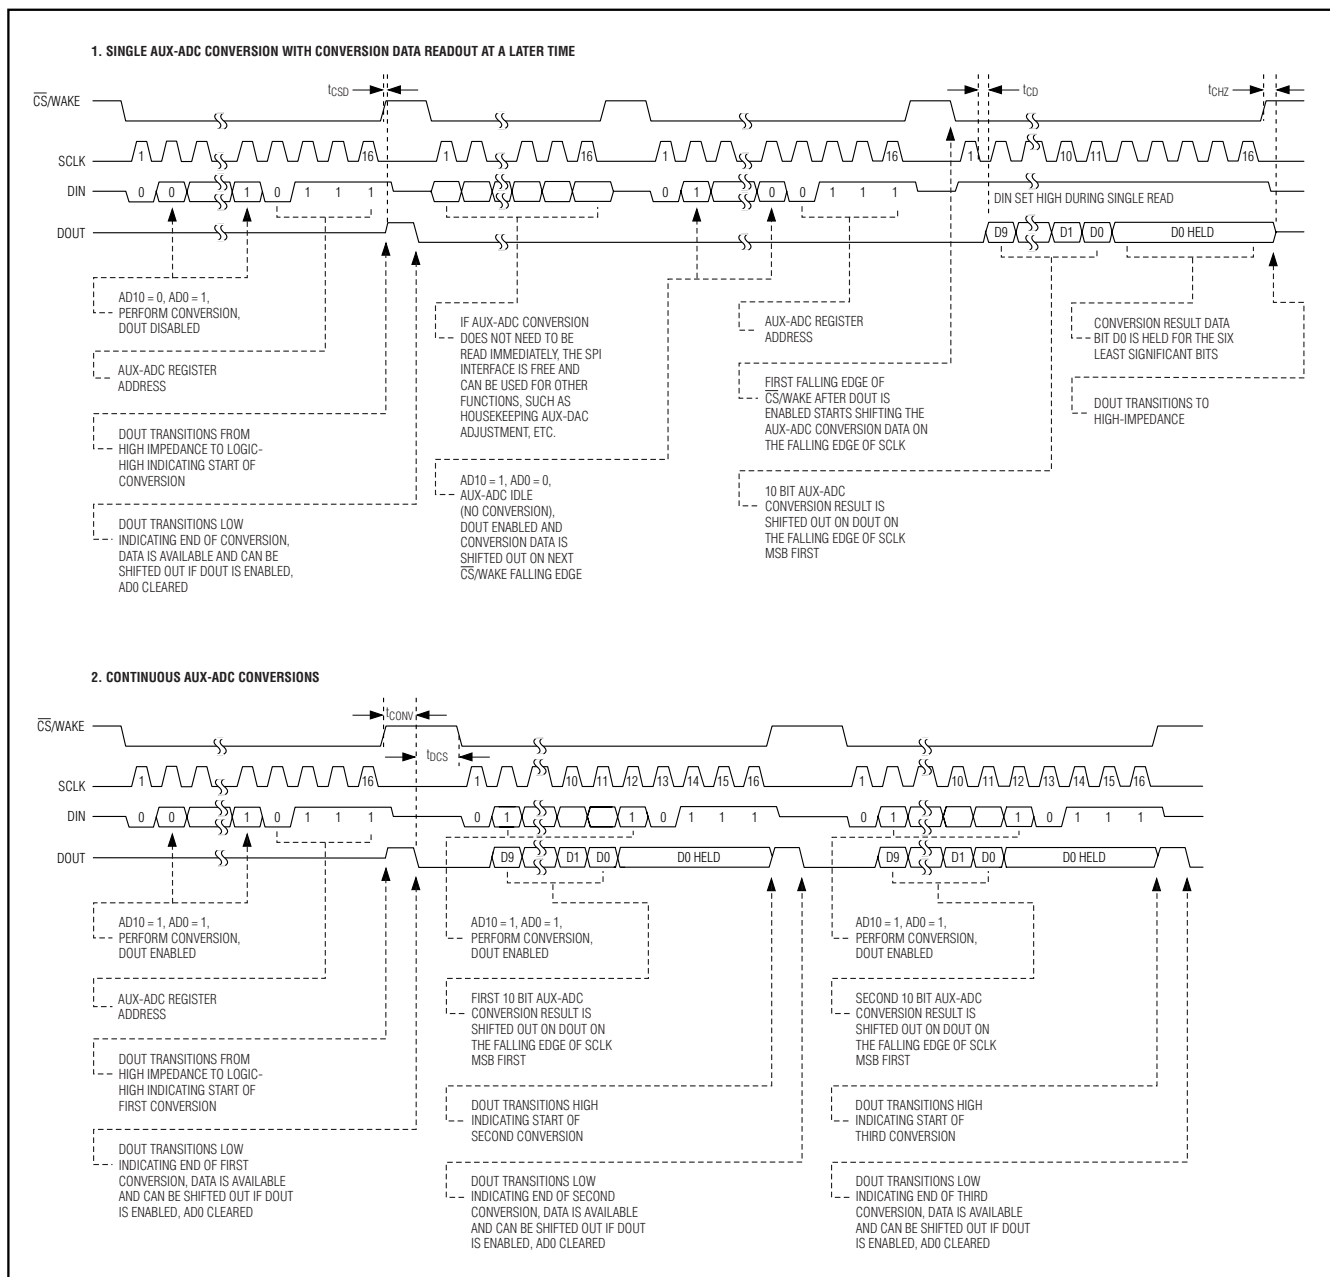 1. SINGLE AUX-ADC CONVERSION WITH CONVERSION DATA READOUT AT A LATER TIME
tCSD
tCD
tCHZ
CS/WAKE
SCLK
1 16 1 16 1 16 1 10 11 16
DIN
0 0 1 0 1 1 1 0 1 0 0 1 1 1 DIN SET HIGH DURING SINGLE READ
DOUT
D9 D1 D0 D0 HELD
AD10 = 0, AD0 = 1,
PERFORM CONVERSION,
DOUT DISABLED
AUX-ADC REGISTER
ADDRESS
DOUT TRANSITIONS FROM
HIGH IMPEDANCE TO LOGIC-
HIGH INDICATING START OF
CONVERSION
DOUT TRANSITIONS LOW
INDICATING END OF CONVERSION,
DATA IS AVAILABLE AND CAN BE
SHIFTED OUT IF DOUT IS ENABLED,
AD0 CLEARED
IF AUX-ADC CONVERSION
DOES NOT NEED TO BE
READ IMMEDIATELY, THE SPI
INTERFACE IS FREE AND
CAN BE USED FOR OTHER
FUNCTIONS, SUCH AS
HOUSEKEEPING AUX-DAC
ADJUSTMENT, ETC.
AD10 = 1, AD0 = 0,
AUX-ADC IDLE
(NO CONVERSION),
DOUT ENABLED AND
CONVERSION DATA IS
SHIFTED OUT ON NEXT
CS/WAKE FALLING EDGE
AUX-ADC REGISTER
ADDRESS
FIRST FALLING EDGE OF
CS/WAKE AFTER DOUT IS
ENABLED STARTS SHIFTING THE
AUX-ADC CONVERSION DATA ON
THE FALLING EDGE OF SCLK
10 BIT AUX-ADC
CONVERSION RESULT IS
SHIFTED OUT ON DOUT ON
THE FALLING EDGE OF SCLK
MSB FIRST
CONVERSION RESULT DATA
BIT D0 IS HELD FOR THE SIX
LEAST SIGNIFICANT BITS
DOUT TRANSITIONS TO
HIGH-IMPEDANCE
2. CONTINUOUS AUX-ADC CONVERSIONS
tCONV
tDCS
CS/WAKE
SCLK
1 16 1 10 11 12 13 14 15 16 1 10 11 12 13 14 15 16
DIN
0 0 1 0 1 1 1 0 1 1 0 1 1 1 0 1 1 0 1 1 1
DOUT
D9 D1 D0 D0 HELD D9 D1 D0 D0 HELD
AD10 = 1, AD0 = 1,
PERFORM CONVERSION,
DOUT ENABLED
AUX-ADC REGISTER
ADDRESS
DOUT TRANSITIONS FROM
HIGH IMPEDANCE TO LOGIC-
HIGH INDICATING START OF
FIRST CONVERSION
DOUT TRANSITIONS LOW
INDICATING END OF FIRST
CONVERSION, DATA IS AVAILABLE
AND CAN BE SHIFTED OUT IF DOUT
IS ENABLED, AD0 CLEARED
AD10 = 1, AD0 = 1,
PERFORM CONVERSION,
DOUT ENABLED
FIRST 10 BIT AUX-ADC
CONVERSION RESULT IS
SHIFTED OUT ON DOUT ON
THE FALLING EDGE OF SCLK
MSB FIRST
DOUT TRANSITIONS HIGH
INDICATING START OF
SECOND CONVERSION
DOUT TRANSITIONS LOW
INDICATING END OF SECOND
CONVERSION, DATA IS AVAILABLE
AND CAN BE SHIFTED OUT IF DOUT
IS ENABLED, AD0 CLEARED
AD10 = 1, AD0 = 1,
PERFORM CONVERSION,
DOUT ENABLED
SECOND 10 BIT AUX-ADC
CONVERSION RESULT IS
SHIFTED OUT ON DOUT ON
THE FALLING EDGE OF SCLK
MSB FIRST
DOUT TRANSITIONS HIGH
INDICATING START OF
THIRD CONVERSION
DOUT TRANSITIONS LOW
INDICATING END OF THIRD
CONVERSION, DATA IS AVAILABLE
AND CAN BE SHIFTED OUT IF DOUT
IS ENABLED, AD0 CLEARED